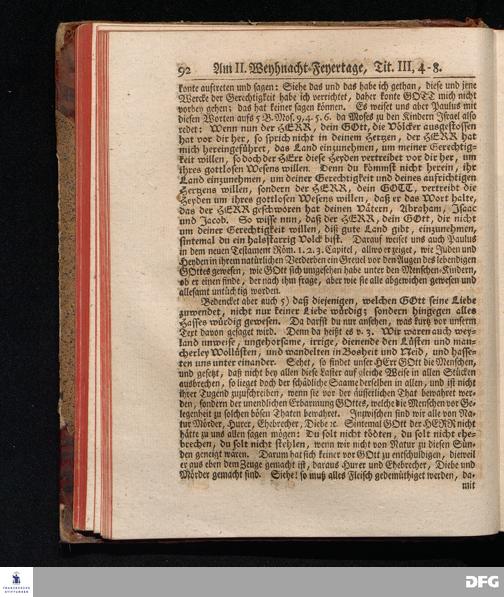 92 Am II. Weyhnacht-Feyertage, Tit. III, 4-8.
konte auftreten und sagen: Siehe das und das habe ich gethan, diese und jene
Wercke der Gerechtigkeit habe ich verrichtet, daher konte GOTT mich nicht
vorbey gehen; das hat keiner sagen können. Es weiset uns aber Paulus mit
diesen Worten aufs 5 B. Mos. 9, 4. 5. 6. da Moses zu den Kindern Israel also
redet: Wenn nun der HERR, dein GOtt, die Völcker ausgestossen
hat vor dir her, so sprich nicht in deinem Hertzen, der HERR hat
mich hereingeführet, das Land einzunehmen, um meiner Gerechtig-
keit willen, so doch der HErr diese Heyden vertreibet vor dir her, um
ihres gottlosen Wesens willen. Denn du kömmst nicht herein, ihr
Land einzunehmen, um deiner Gerechtigkeit und deines aufrichtigen
Hertzens willen, sondern der HERR, dein GOTT, vertreibt die
Heyden um ihres gottlosen Wesens willen, daß er das Wort halte,
das der HERR geschworen hat deinen Vätern, Abraham, Isaac
und Jacob. So wisse nun, daß der HERR, dein GOtt, dir nicht
um deiner Gerechtigkeit willen, diß gute Land gibt, einzunehmen,
sintemal du ein halsstarrig Volck bist. Darauf weiset uns auch Paulus
in dem neuen Testament Röm. 1. 2. 3. Capitel, allwo er zeiget, wie Juden und
Heyden in ihrem natürlichen Verderben ein Greuel vor den Augen des lebendigen
GOttes gewesen, wie GOtt sich umgesehen habe unter den Menschen-Kindern,
ob er einen finde, der nach ihm frage, aber wie sie alle abgewichen gewesen und
allesamt untüchtig worden.
Bedencket aber auch 5) daß diejenigen, welchen GOtt seine Liebe
zuwendet, nicht nur keiner Liebe würdig; sondern hingegen alles
Hasses würdig gewesen. Da darfst du nur ansehen, was kurtz vor unserm
Text davon gesagt wird. Denn da heißt es v. 3. Wir waren auch wey-
land unweise, ungehorsame, irrige, dienende den Lüsten und man-
cherley Wollüsten, und wandelten in Bosheit und Neid, und hasse-
ten uns unter einander. Sehet, so findet unser HErr GOtt die Menschen,
und gesetzt, daß nicht bey allen diese Laster auf gleiche Weise in allen Stücken
ausbrechen, so lieget doch der schädliche Saame derselben in allen, und ist nicht
ihrer Tugend zuzuschreiben, wenn sie vor der äusserlichen That bewahret wer-
den, sondern der unendlichen Erbarmung GOttes, welche die Menschen vor Ge-
legenheit zu solchen bösen Thaten bewahret. Inzwischen sind wir alle von Na-
tur Mörder, Hurer, Ehebrecher, Diebe ꝛc. Sintemal GOtt der HERR nicht
hätte zu uns allen sagen mögen: Du solt nicht tödten, du solt nicht ehe-
brechen, du solt nicht stehlen, wenn wir nicht von Natur zu diesen Sün-
den geneigt wären. Darum hat sich keiner vor GOtt zu entschuldigen, dieweil
er aus eben dem Zeuge gemacht ist, daraus Hurer und Ehebrecher, Diebe und
Mörder gemacht sind. Siehe! so muß alles Fleisch gedemüthiget werden, da-
mit
FRANCKESCHE
STIFTUNGEN
DFG